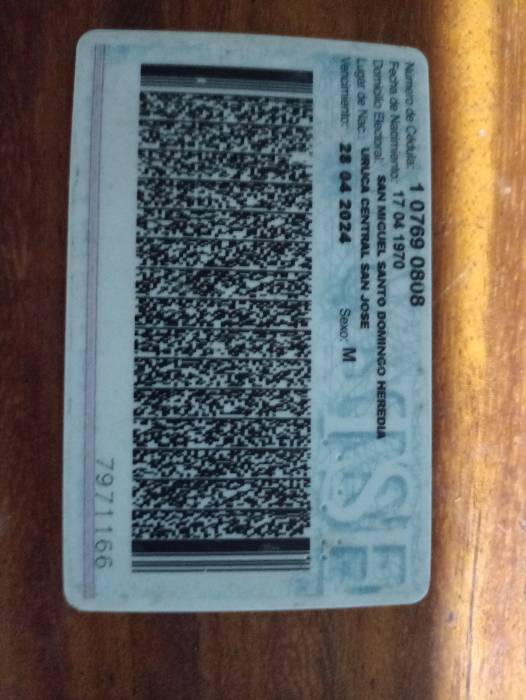 Número de Cédula: 1 0769 0808
Fecha de Nacimiento: 17 04 1970
Domicilio Electoral: SAN MIGUEL SANTO DOMINGO HEREDIA
Lugar de Nac: URUCA CENTRAL SAN JOSE
Vencimiento: 28 04 2024 Sexo: M
7971166